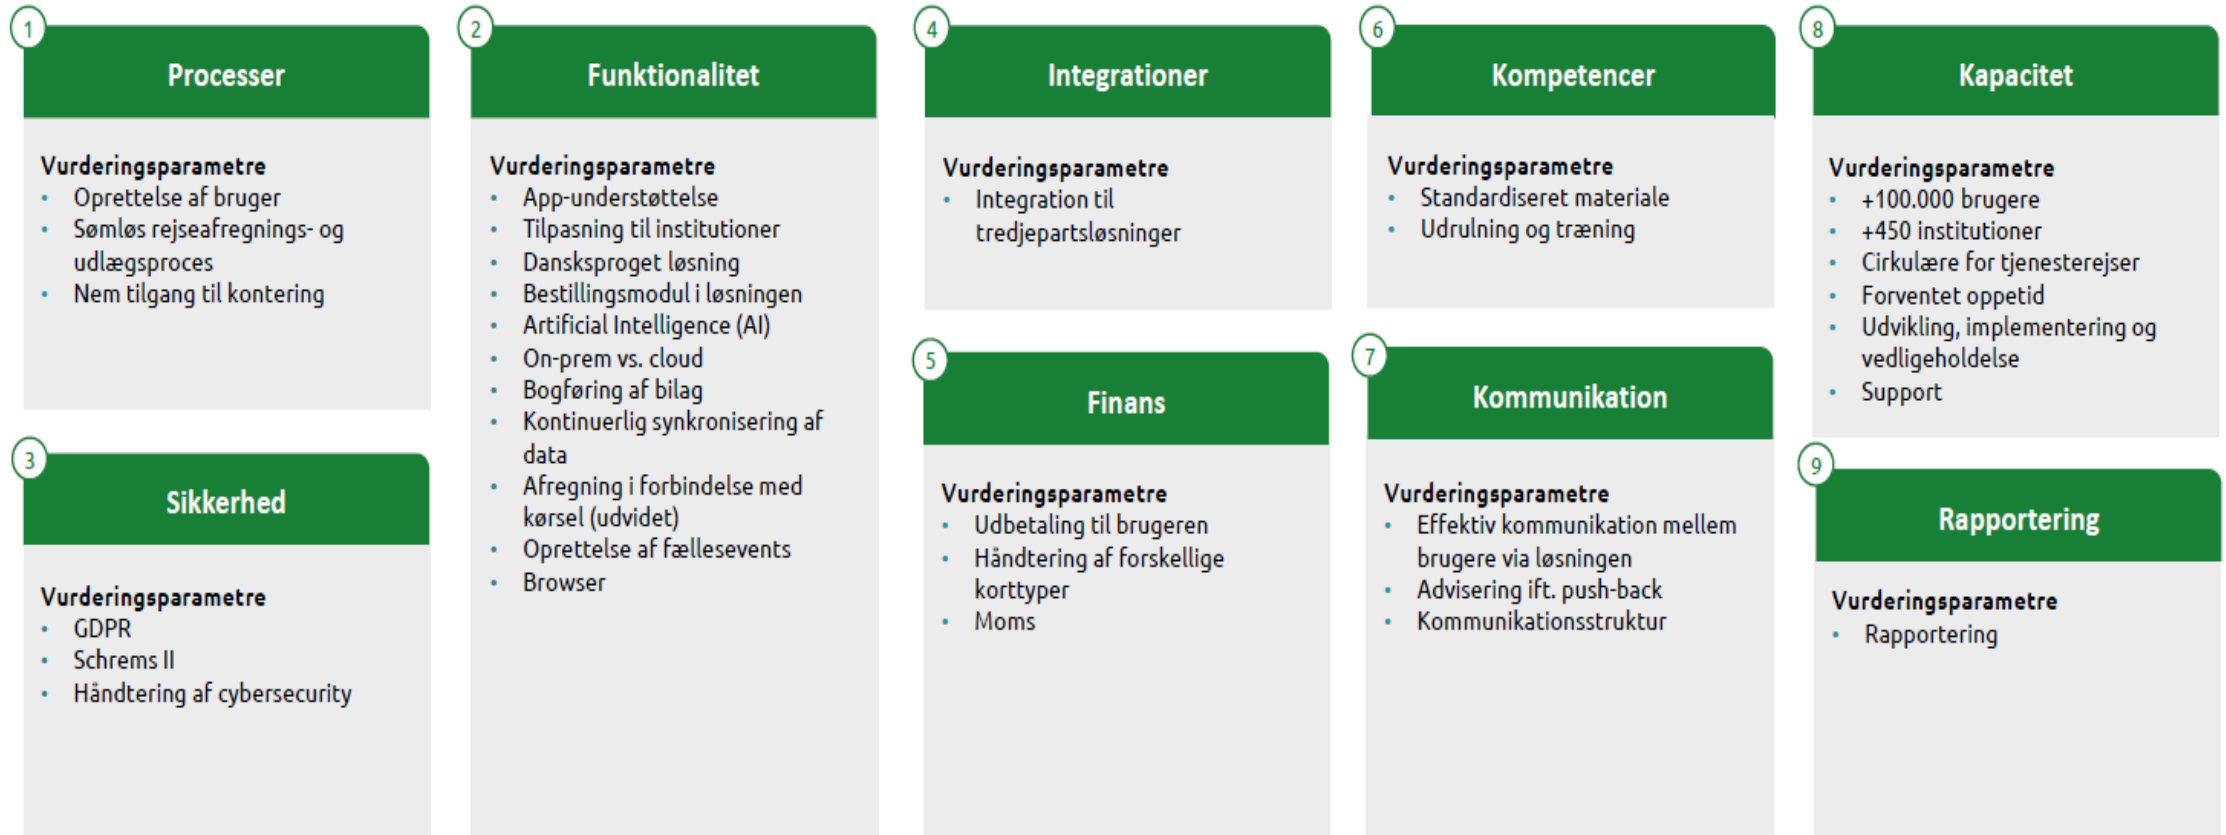 1
Processer
Vurderingsparametre
• Oprettelse af bruger
• Sømløs rejseafregnings- og
udlægsproces
• Nem tilgang til kontering
2
Funktionalitet
Vurderingsparametre
• App-understøttelse
• Tilpasning til institutioner
• Dansksproget løsning
• Bestillingsmodul i løsningen
• Artificial Intelligence (AI)
• On-prem vs. cloud
• Bogføring af bilag
• Kontinuerlig synkronisering af
data
• Afregning i forbindelse med
kørsel (udvidet)
• Oprettelse af fællesevents
• Browser
3
Sikkerhed
Vurderingsparametre
• GDPR
• Schrems II
• Håndtering af cybersecurity
4
Integrationer
Vurderingsparametre
• Integration til
tredjepartsløsninger
5
Finans
Vurderingsparametre
• Udbetaling til brugeren
• Håndtering af forskellige
korttyper
• Moms
6
Kompetencer
Vurderingsparametre
• Standardiseret materiale
• Udrulning og træning
7
Kommunikation
Vurderingsparametre
• Effektiv kommunikation mellem
brugere via løsningen
• Advisering ift. push-back
• Kommunikationsstruktur
8
Kapacitet
Vurderingsparametre
• +100.000 brugere
• +450 institutioner
• Cirkulære for tjenesterejser
• Forventet oppetid
• Udvikling, implementering og
vedligeholdelse
• Support
9
Rapportering
Vurderingsparametre
• Rapportering